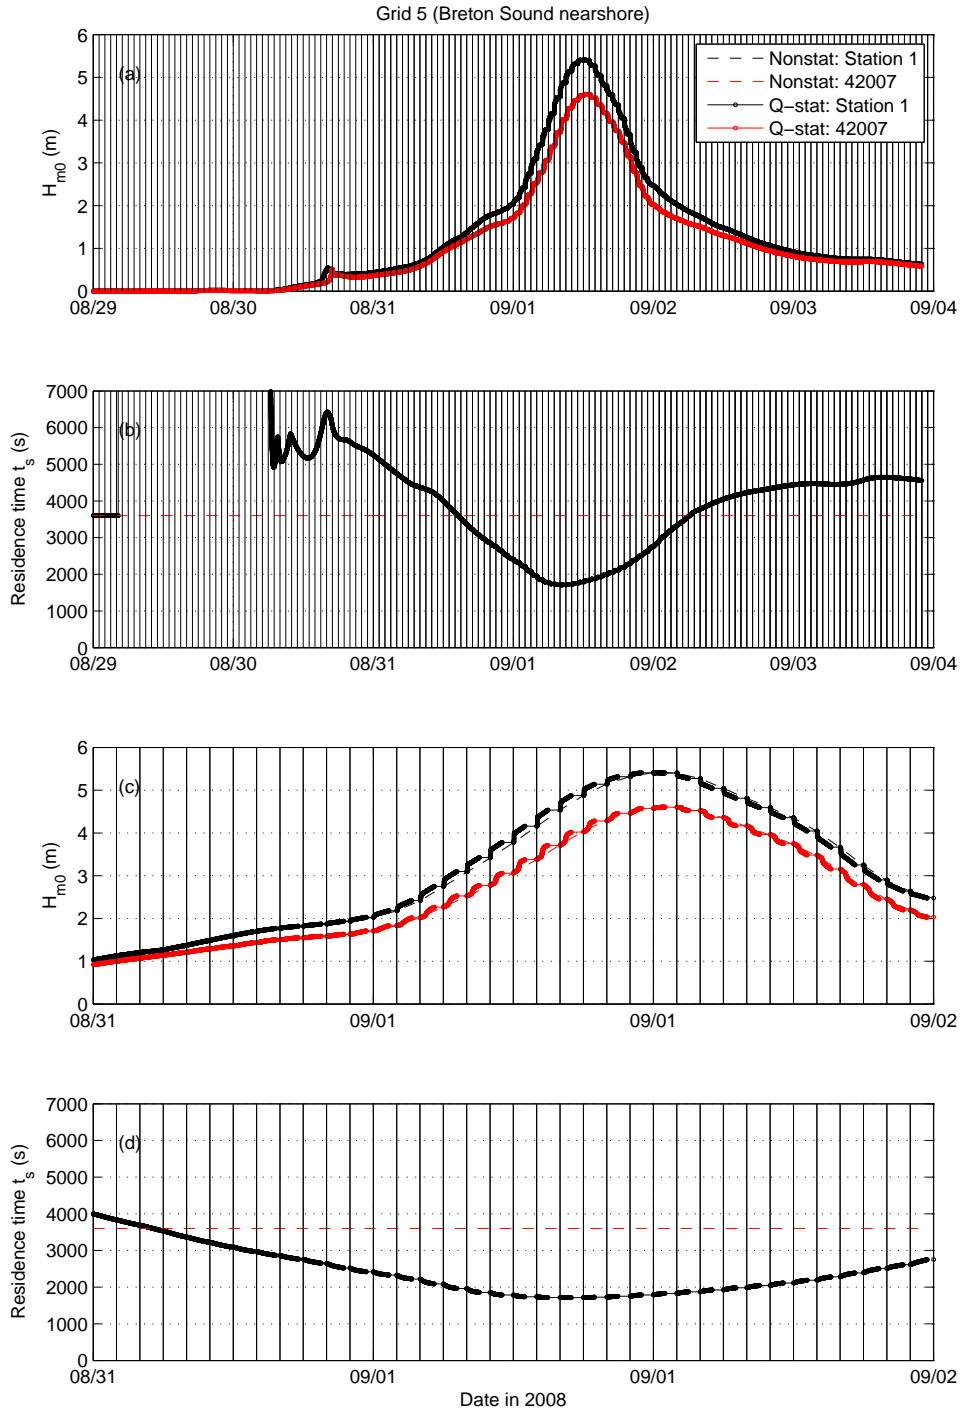 Grid 5 (Breton Sound nearshore)
(a)
Nonstat: Station 1
Nonstat: 42007
Q−stat: Station 1
Q−stat: 42007
H_m0 (m)
6
5
4
3
2
1
0
08/29 08/30 08/31 09/01 09/02 09/03 09/04
(b)
Residence time t_s (s)
7000
6000
5000
4000
3000
2000
1000
0
08/29 08/30 08/31 09/01 09/02 09/03 09/04
(c)
H_m0 (m)
6
5
4
3
2
1
0
08/31 09/01 09/01 09/02
(d)
Residence time t_s (s)
7000
6000
5000
4000
3000
2000
1000
0
08/31 09/01 09/01 09/02
Date in 2008